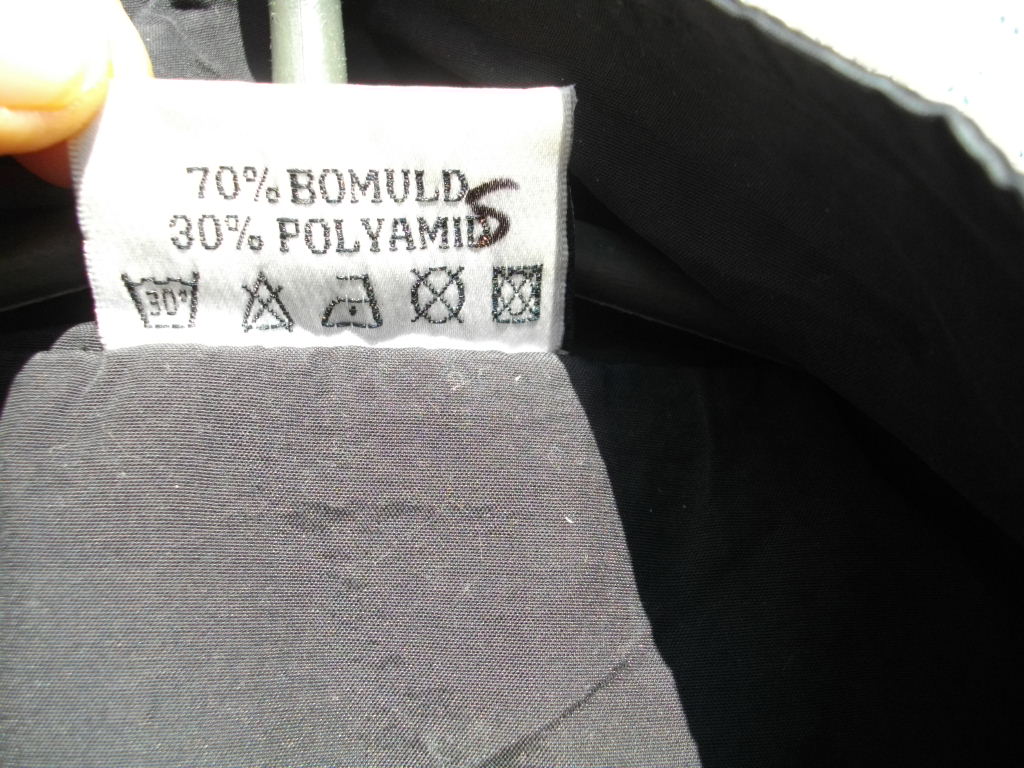 70% BOMULD
30% POLYAMID
S
30°